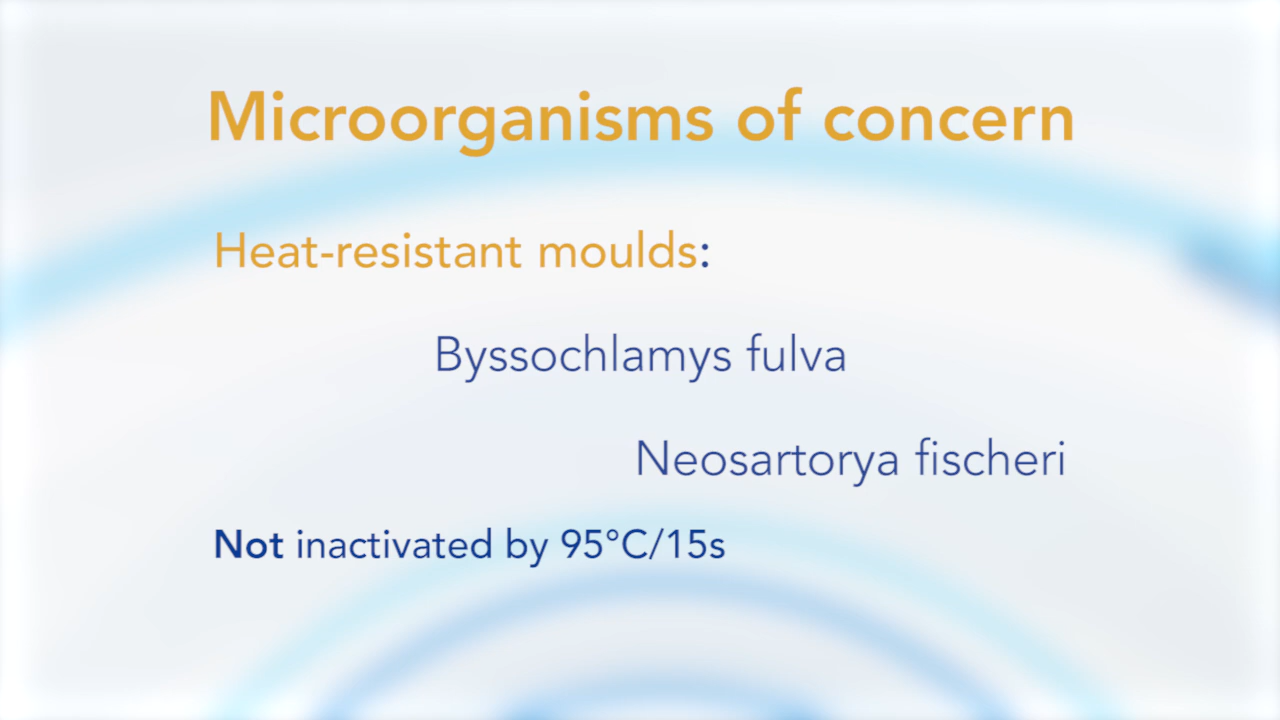 Microorganisms of concern
Heat-resistant moulds:
Byssochlamys fulva
Neosartorya fischeri
Not inactivated by 95°C/15s